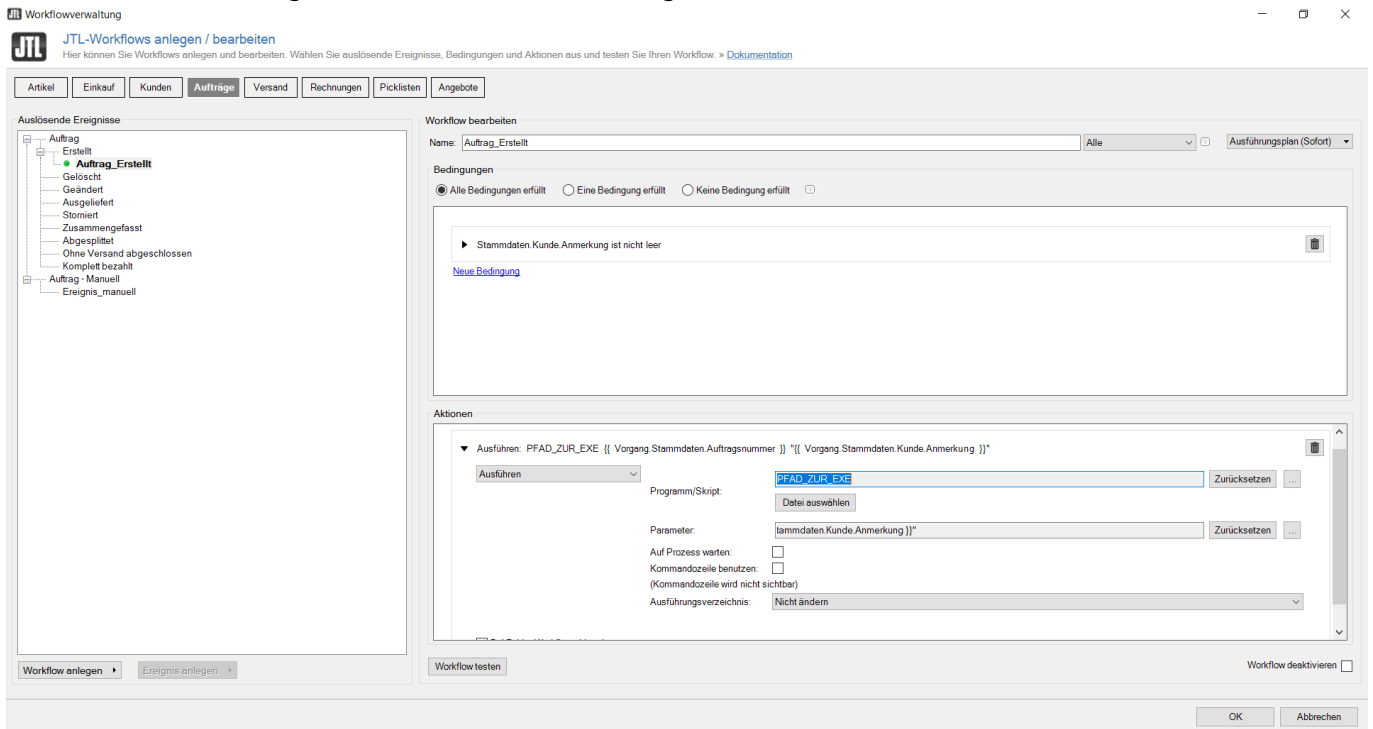 Workflowverwaltung
JTL
JTL-Workflows anlegen / bearbeiten
Hier können Sie Workflows anlegen und bearbeiten. Wählen Sie auslösende Ereignisse, Bedingungen und Aktionen aus und testen Sie Ihren Workflow. » Dokumentation
Artikel Einkauf Kunden Aufträge Versand Rechnungen Picklisten Angebote
Auslösende Ereignisse
Auftrag
Erstellt
Auftrag_Erstellt
Gelöscht
Geändert
Ausgeliefert
Storniert
Zusammengefasst
Abgesplittet
Ohne Versand abgeschlossen
Komplett bezahlt
Auftrag - Manuell
Ereignis_manuell
Workflow anlegen
Ereignis anlegen
Workflow bearbeiten
Name: Auftrag_Erstellt Alle Ausführungsplan (Sofort)
Bedingungen
Alle Bedingungen erfüllt Eine Bedingung erfüllt Keine Bedingung erfüllt
Stammdaten.Kunde.Anmerkung ist nicht leer
Neue Bedingung
Aktionen
Ausführen: PFAD_ZUR_EXE {{ Vorgang.Stammdaten.Auftragsnummer }} "{{ Vorgang.Stammdaten.Kunde.Anmerkung }}"
Ausführen
Programm/Skript: PFAD_ZUR_EXE Zurücksetzen ...
Datei auswählen
Parameter: tammdaten.Kunde.Anmerkung }}" Zurücksetzen ...
Auf Prozess warten:
Kommandozeile benutzen:
(Kommandozeile wird nicht sichtbar)
Ausführungsverzeichnis: Nicht ändern
Workflow testen
Workflow deaktivieren
OK Abbrechen